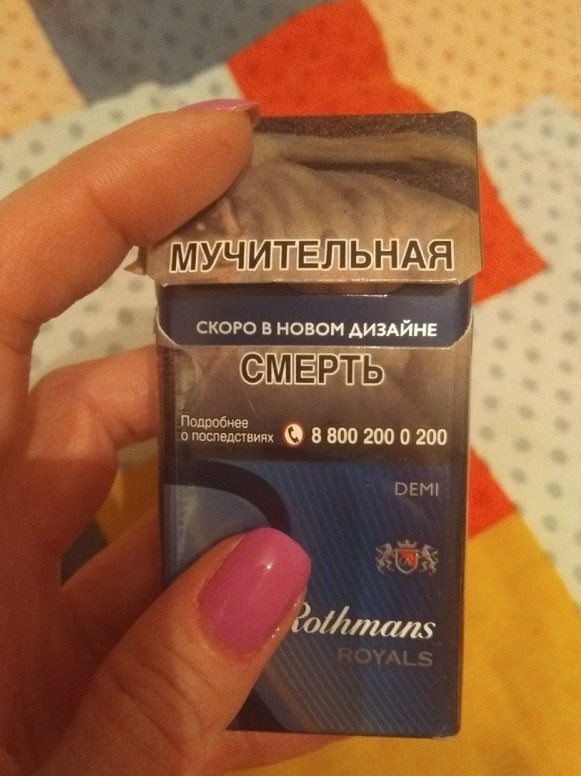 МУЧИТЕЛЬНАЯ
СКОРО В НОВОМ ДИЗАЙНЕ
СМЕРТЬ
Подробнее
о последствиях 8 800 200 0 200
DEMI
Rothmans
ROYALS